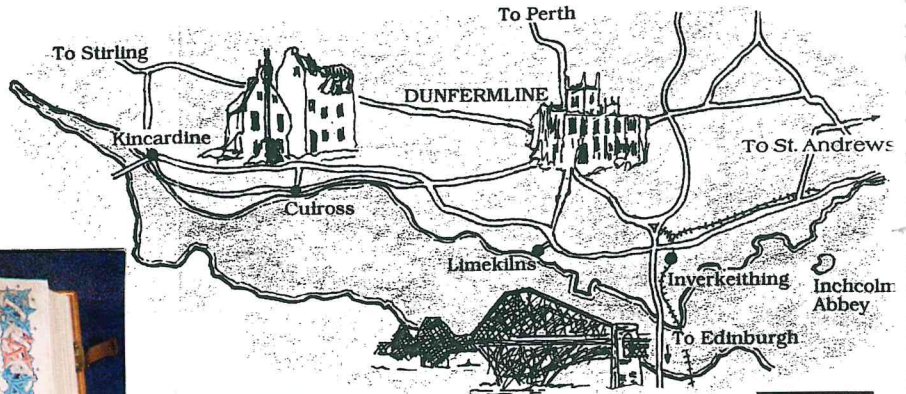 To Perth
To Stirling
DUNFERMLINE
Kincardine
To St. Andrews
Culross
Limekilns
Inverkeithing
Inchcolm
Abbey
To Edinburgh